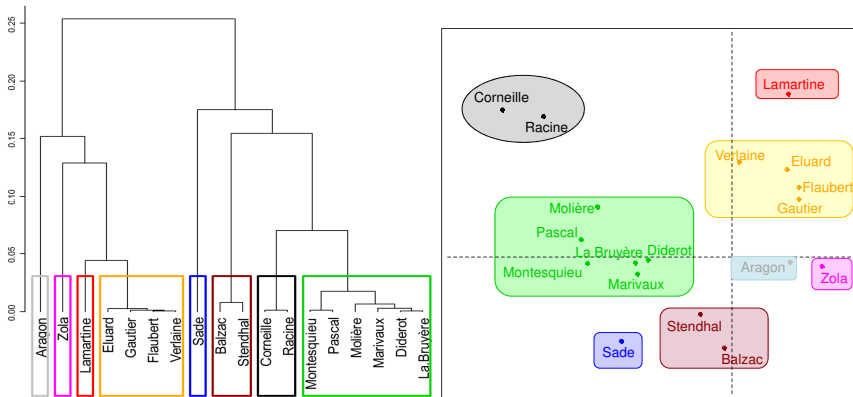 0.25
0.20
0.15
0.10
0.05
0.00
Aragon
Zola
Lamartine
Eluard
Gautier
Flaubert
Verlaine
Sade
Balzac
Stendhal
Corneille
Racine
Montesquieu
Pascal
Molière
Marivaux
Diderot
La.Bruyère
Lamartine
Corneille
Racine
Verlaine
Eluard
Flaubert
Gautier
Molière
Pascal
La.Bruyère
Diderot
Montesquieu
Marivaux
Aragon
Zola
Stendhal
Sade
Balzac